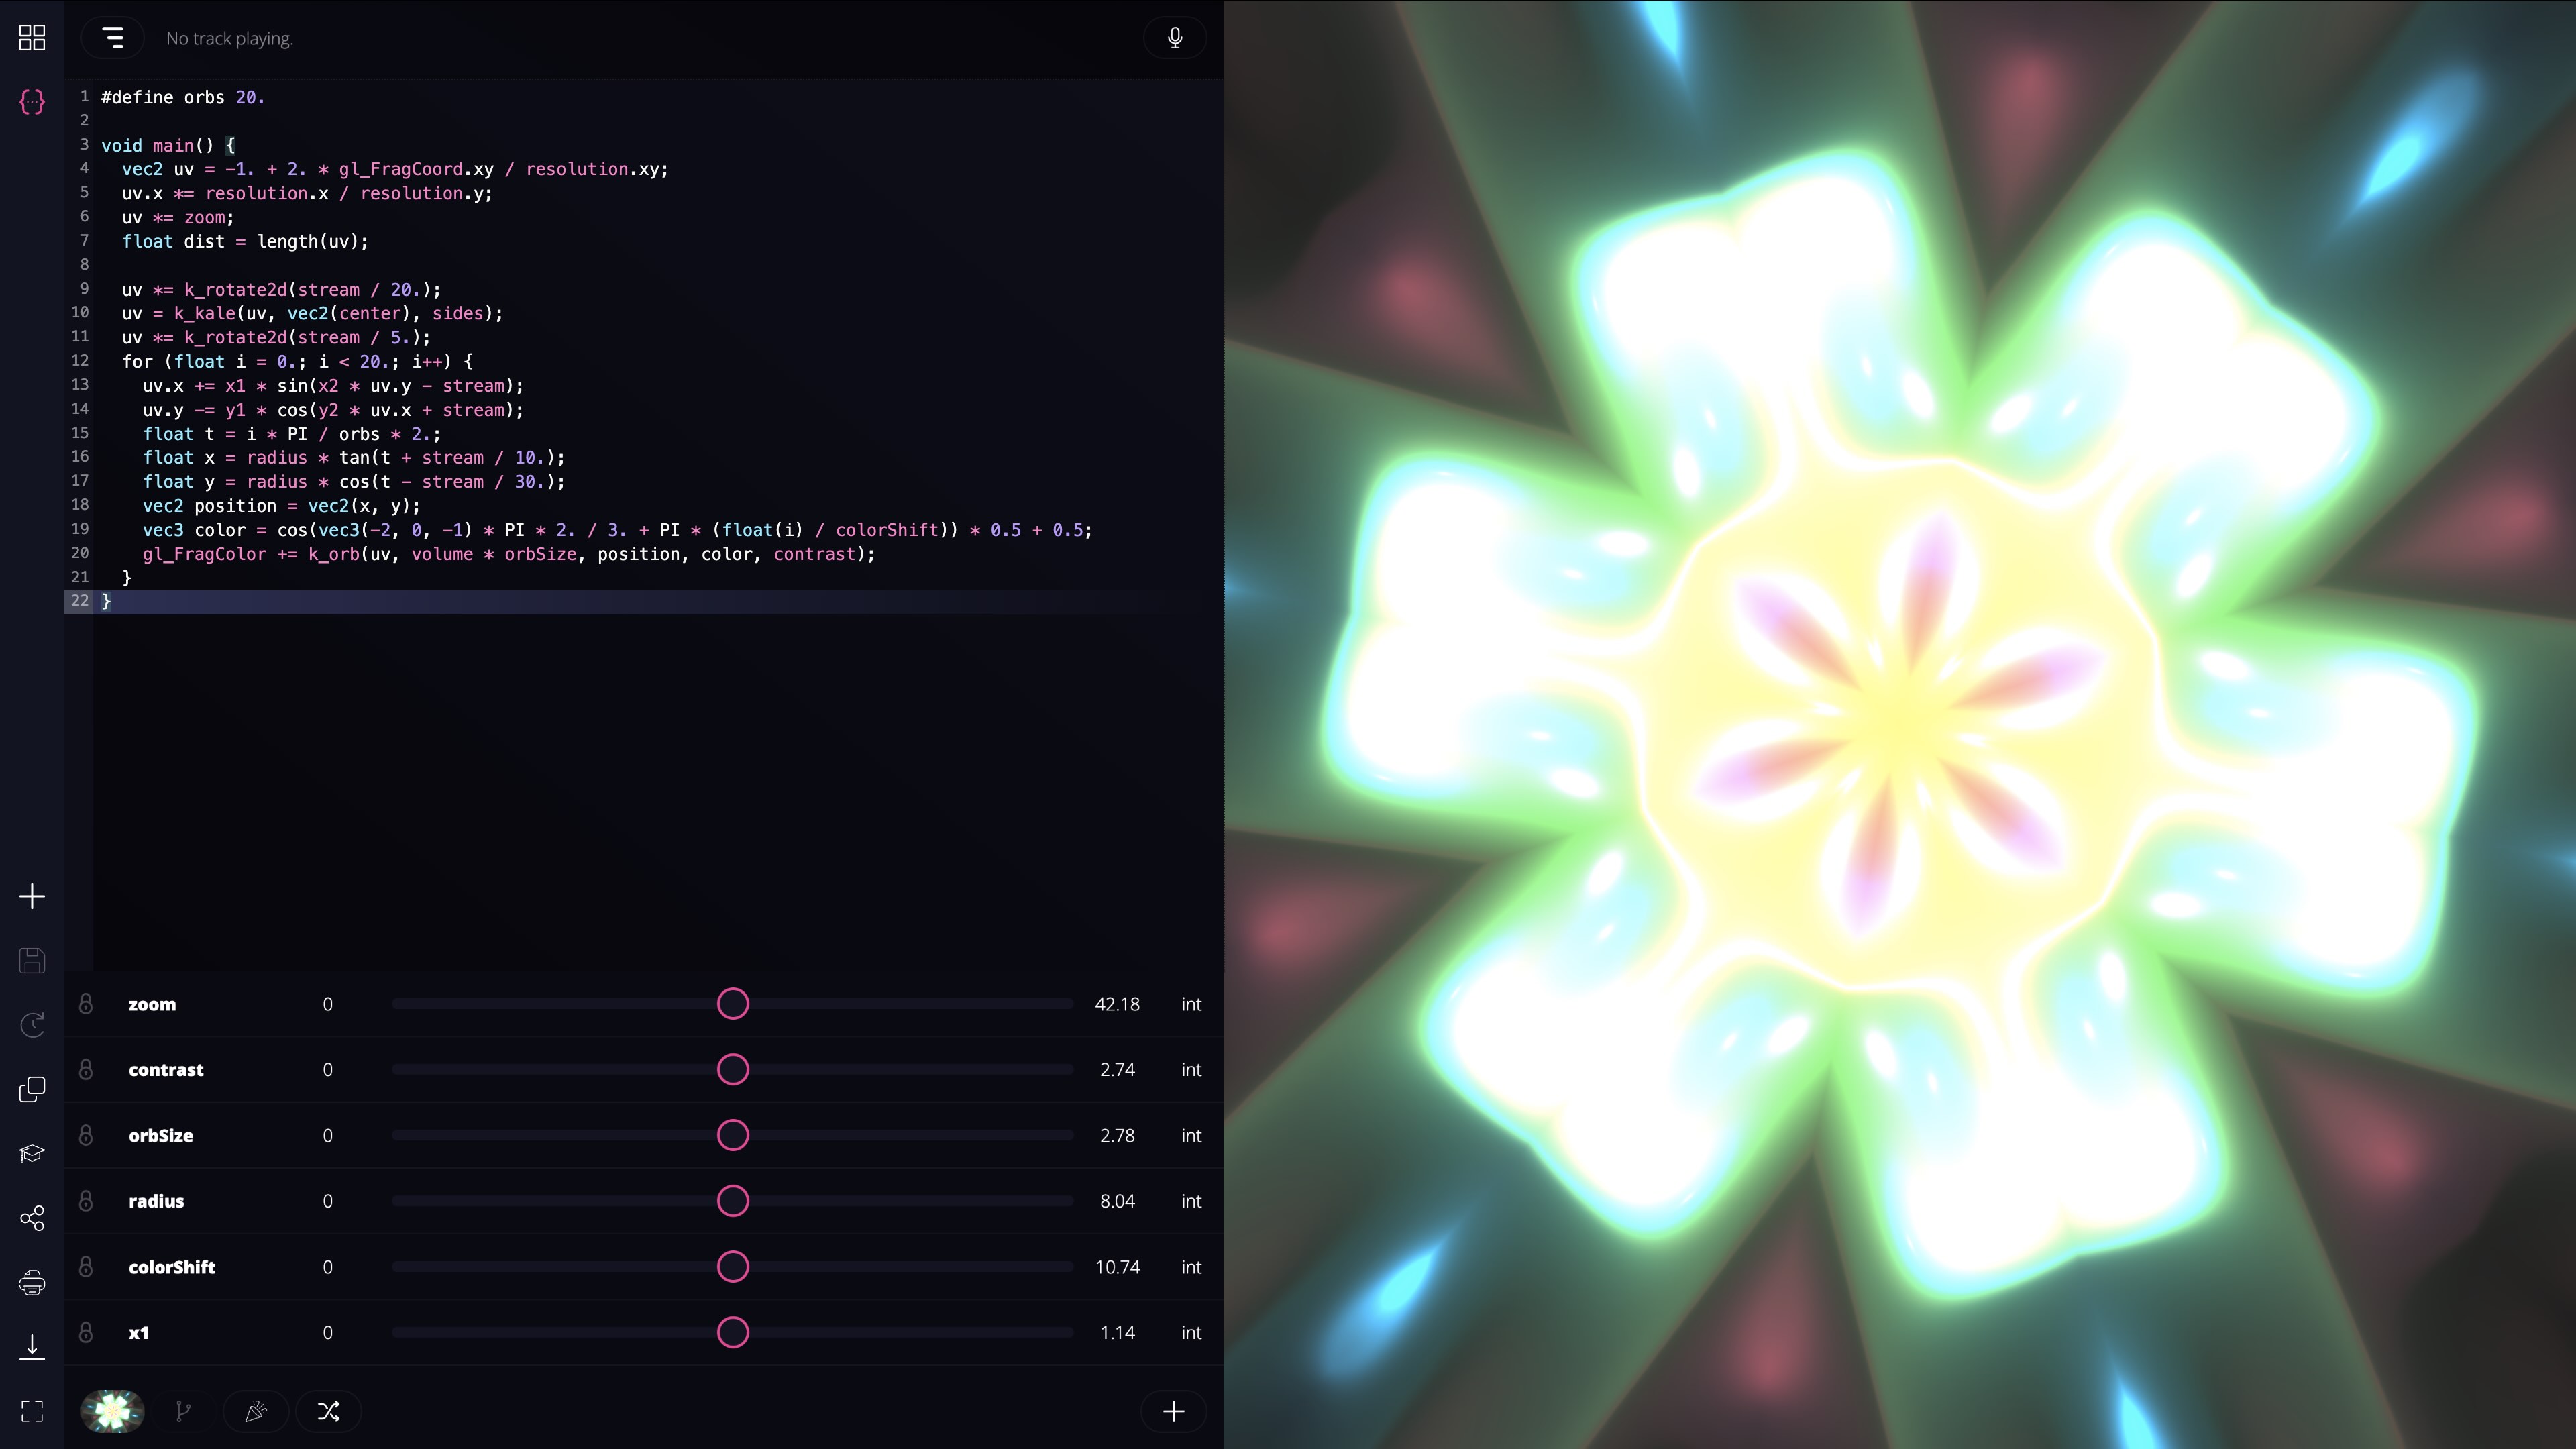 No track playing.
1 #define orbs 20.
2
3 void main() {
4   vec2 uv = -1. + 2. * gl_FragCoord.xy / resolution.xy;
5   uv.x *= resolution.x / resolution.y;
6   uv *= zoom;
7   float dist = length(uv);
8
9   uv *= k_rotate2d(stream / 20.);
10   uv = k_kale(uv, vec2(center), sides);
11   uv *= k_rotate2d(stream / 5.);
12   for (float i = 0.; i < 20.; i++) {
13     uv.x += x1 * sin(x2 * uv.y - stream);
14     uv.y -= y1 * cos(y2 * uv.x + stream);
15     float t = i * PI / orbs * 2.;
16     float x = radius * tan(t + stream / 10.);
17     float y = radius * cos(t - stream / 30.);
18     vec2 position = vec2(x, y);
19     vec3 color = cos(vec3(-2, 0, -1) * PI * 2. / 3. + PI * (float(i) / colorShift)) * 0.5 + 0.5;
20     gl_FragColor += k_orb(uv, volume * orbSize, position, color, contrast);
21   }
22 }
zoom 0 42.18 int
contrast 0 2.74 int
orbSize 0 2.78 int
radius 0 8.04 int
colorShift 0 10.74 int
x1 0 1.14 int